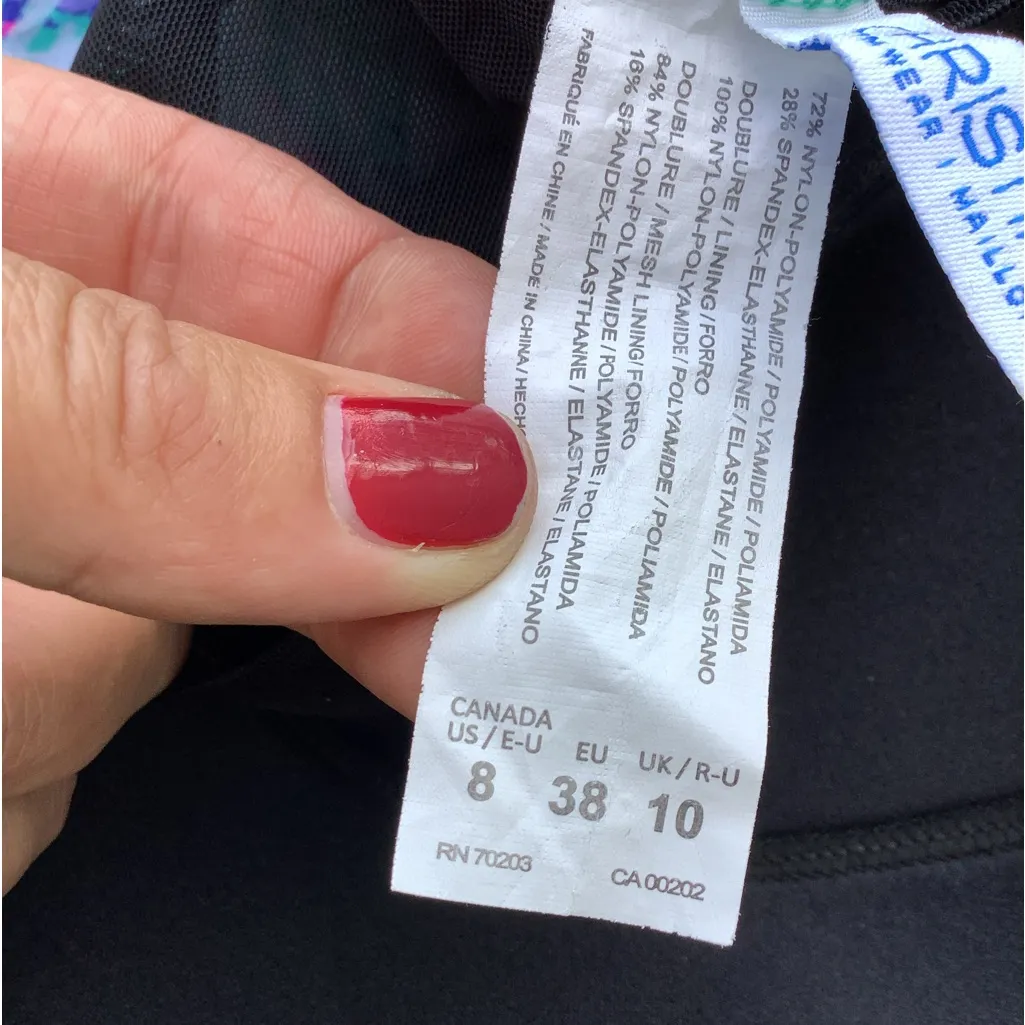 72% NYLON-POLYAMIDE / POLYAMIDE / POLIAMIDA
28% SPANDEX-ELASTHANNE / ELASTANE / ELASTANO
DOUBLURE / LINING / FORRO
100% NYLON-POLYAMIDE / POLYAMIDE / POLIAMIDA
DOUBLURE / MESH LINING / FORRO
84% NYLON-POLYAMIDE / POLYAMIDE / POLIAMIDA
16% SPANDEX-ELASTHANNE / ELASTANE / ELASTANO
FABRIQUÉ EN CHINE / MADE IN CHINA /
CANADA
US / E-U EU UK / R-U
8 38 10
RN 70203 CA 00202